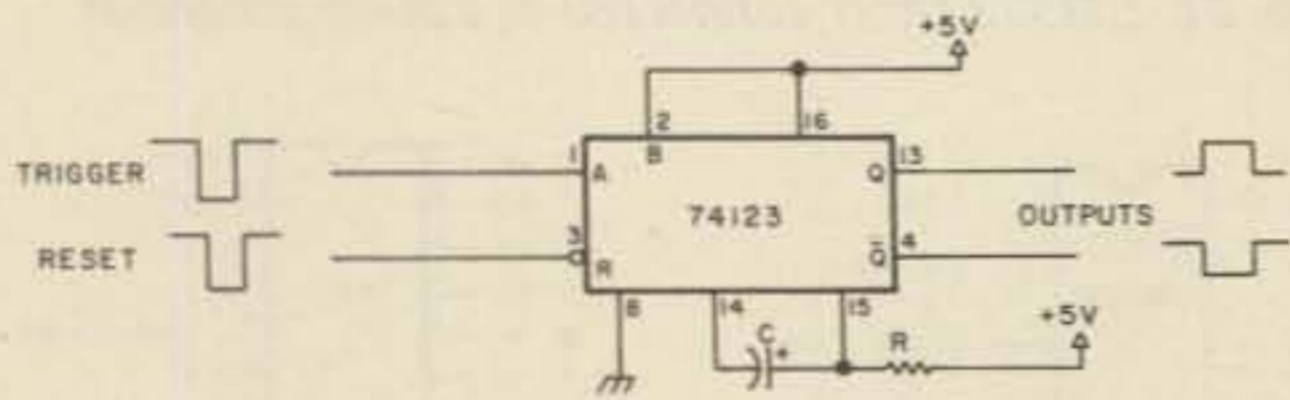 +5V
2
16
TRIGGER
1
A
B
Q
13
74123
OUTPUTS
RESET
3
R
Q̅
4
8
14
15
C
+
R
+5V